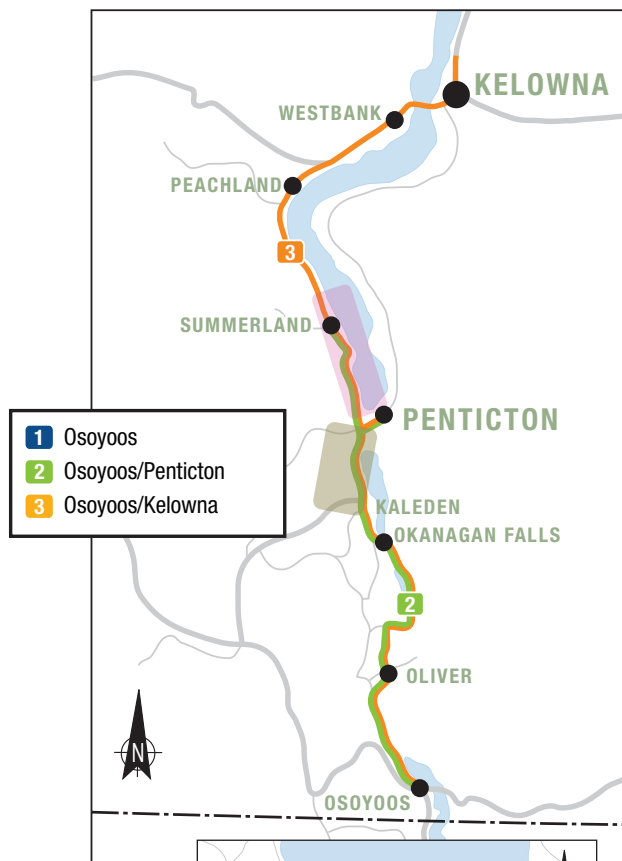 KELOWNA
WESTBANK
PEACHLAND
3
SUMMERLAND
PENTICTON
1 Osoyoos
2 Osoyoos/Penticton
3 Osoyoos/Kelowna
KALEDEN
OKANAGAN FALLS
2
OLIVER
N
OSOYOOS